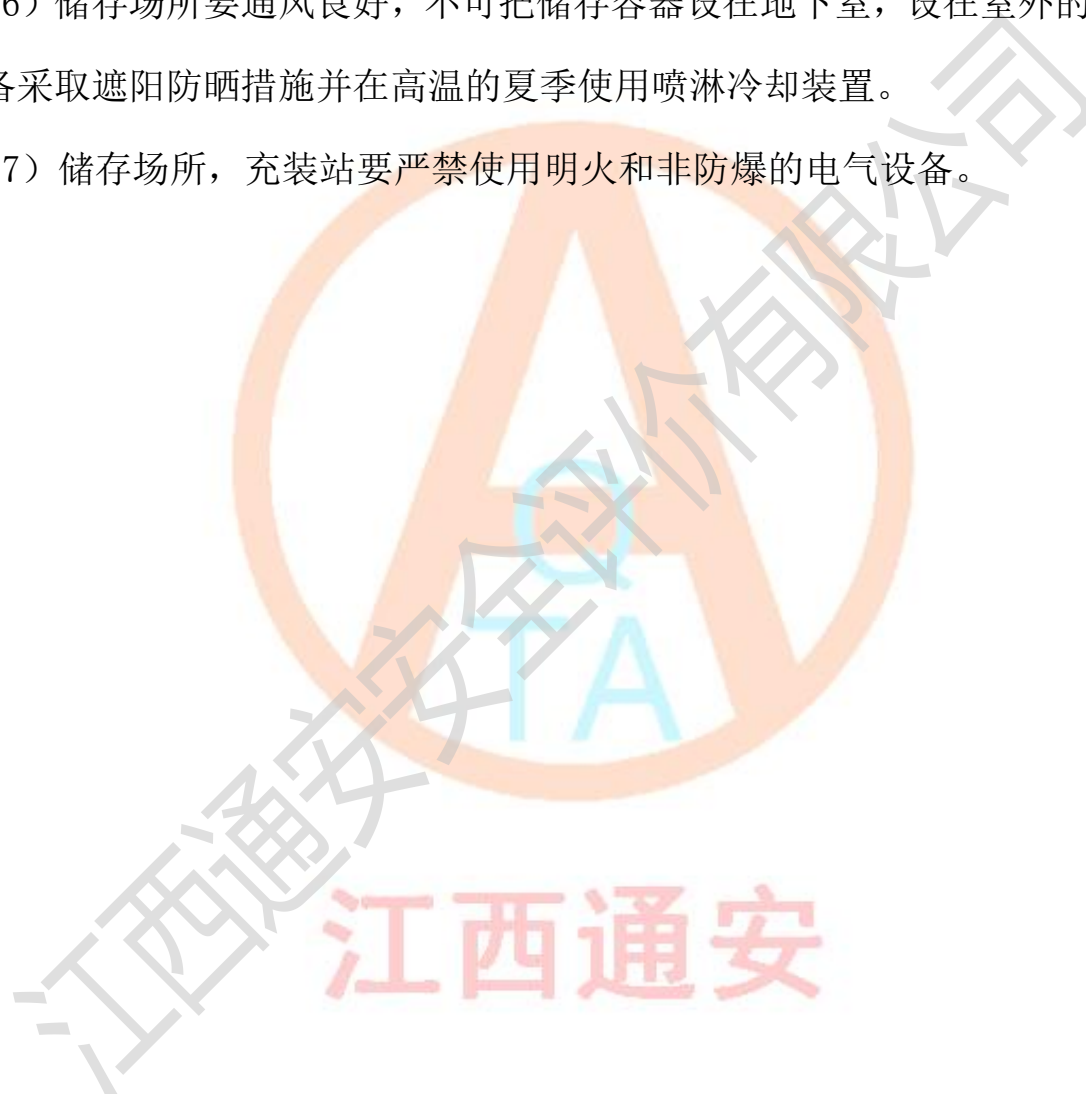 6）储存场所要通风良好，不可把储存容器设在地下室，设在室外的
备采取遮阳防晒措施并在高温的夏季使用喷淋冷却装置。
7）储存场所，充装站要严禁使用明火和非防爆的电气设备。
A
Q
TA
江西通安
江西通安安全评价有限公司